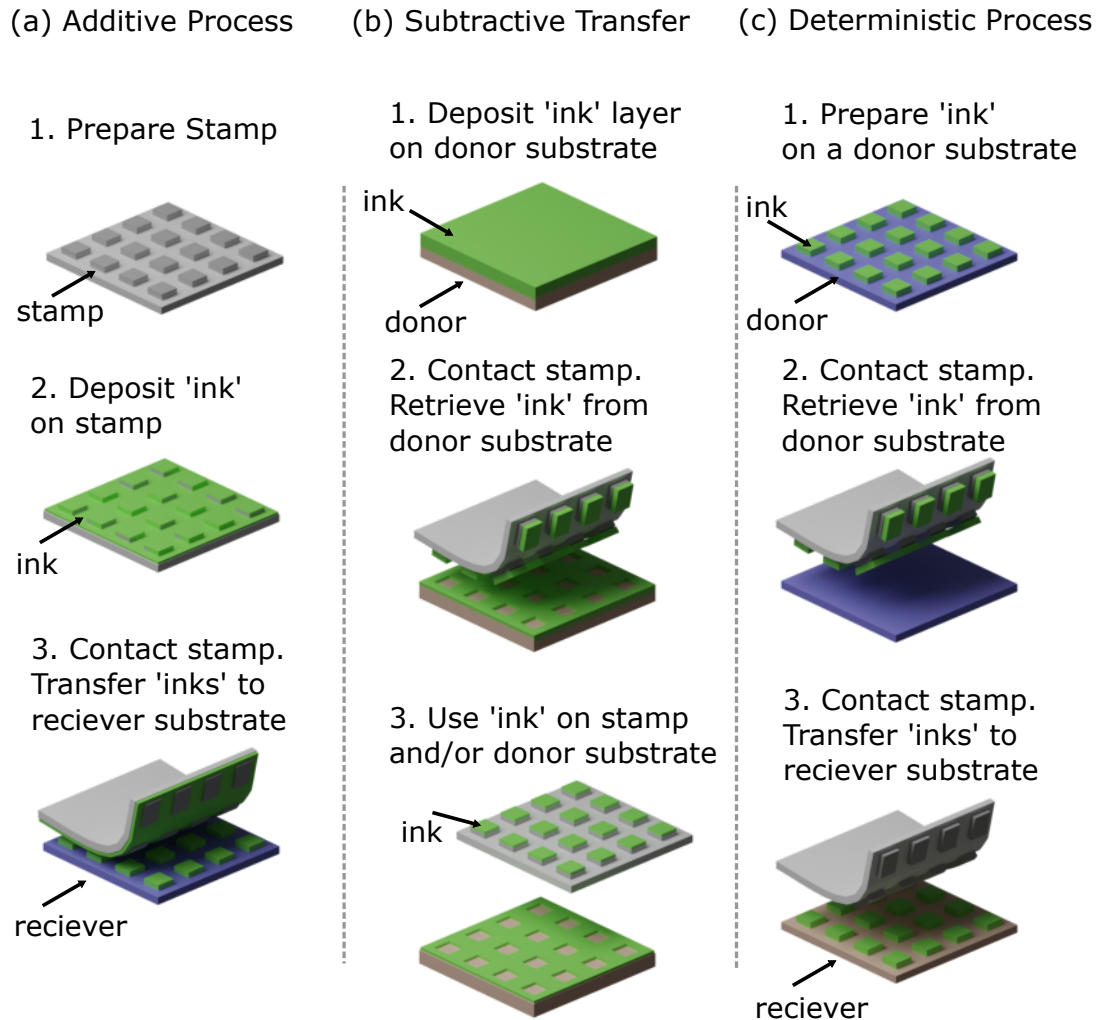 (a) Additive Process
1. Prepare Stamp
stamp
2. Deposit 'ink'
on stamp
ink
3. Contact stamp.
Transfer 'inks' to
reciever substrate
reciever
(b) Subtractive Transfer
1. Deposit 'ink' layer
on donor substrate
ink
donor
2. Contact stamp.
Retrieve 'ink' from
donor substrate
3. Use 'ink' on stamp
and/or donor substrate
ink
(c) Deterministic Process
1. Prepare 'ink'
on a donor substrate
ink
donor
2. Contact stamp.
Retrieve 'ink' from
donor substrate
3. Contact stamp.
Transfer 'inks' to
reciever substrate
reciever